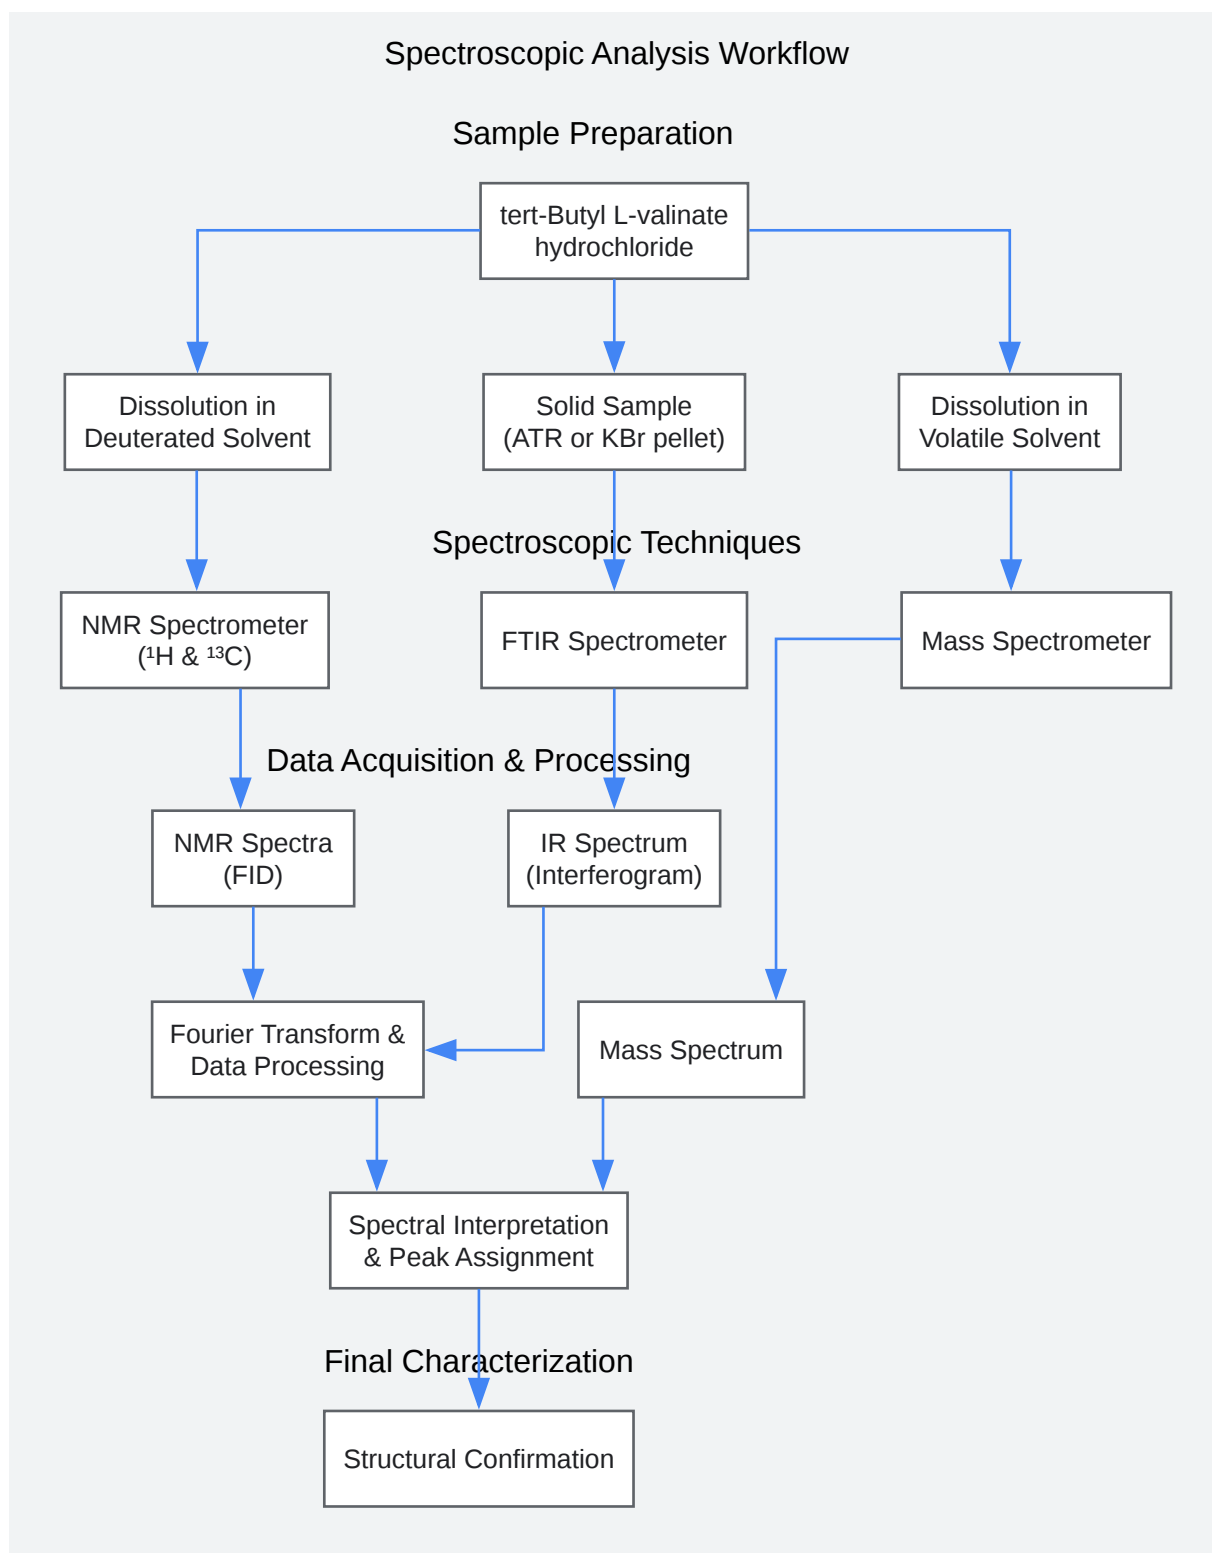 Spectroscopic Analysis Workflow
Sample Preparation
tert-Butyl L-valinate
hydrochloride
Dissolution in
Deuterated Solvent
Solid Sample
(ATR or KBr pellet)
Dissolution in
Volatile Solvent
Spectroscopic Techniques
NMR Spectrometer
(¹H & ¹³C)
FTIR Spectrometer
Mass Spectrometer
Data Acquisition & Processing
NMR Spectra
(FID)
IR Spectrum
(Interferogram)
Fourier Transform &
Data Processing
Mass Spectrum
Spectral Interpretation
& Peak Assignment
Final Characterization
Structural Confirmation